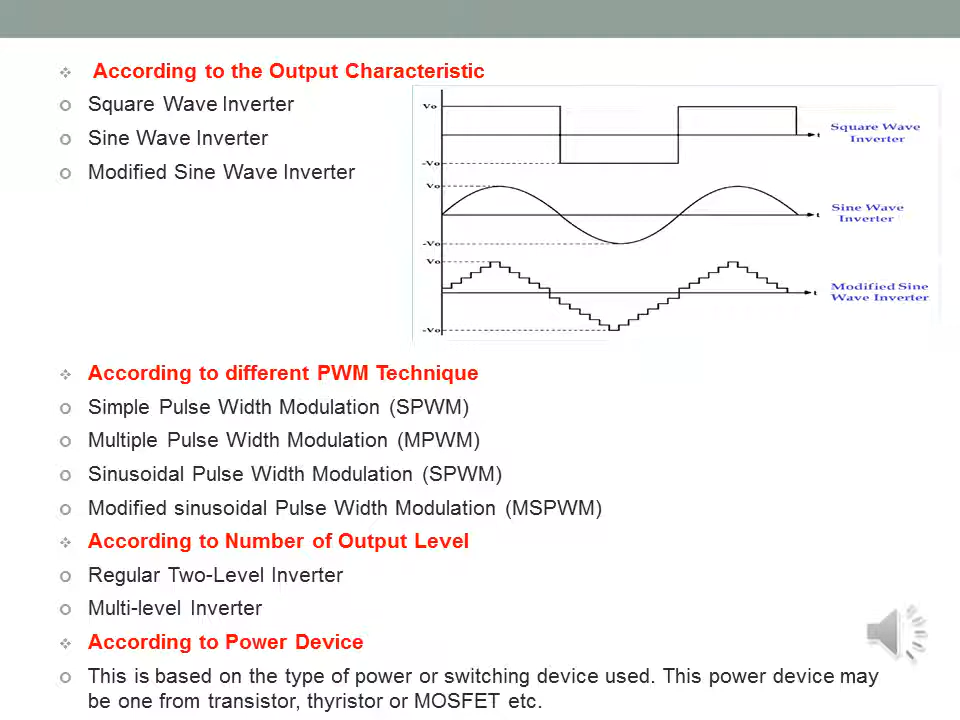 According to the Output Characteristic
Square Wave Inverter
Sine Wave Inverter
Modified Sine Wave Inverter
Vo
-Vo
t
Square Wave
Inverter
Vo
-Vo
t
Sine Wave
Inverter
Vo
-Vo
t
Modified Sine
Wave Inverter
According to different PWM Technique
Simple Pulse Width Modulation (SPWM)
Multiple Pulse Width Modulation (MPWM)
Sinusoidal Pulse Width Modulation (SPWM)
Modified sinusoidal Pulse Width Modulation (MSPWM)
According to Number of Output Level
Regular Two-Level Inverter
Multi-level Inverter
According to Power Device
This is based on the type of power or switching device used. This power device may
be one from transistor, thyristor or MOSFET etc.